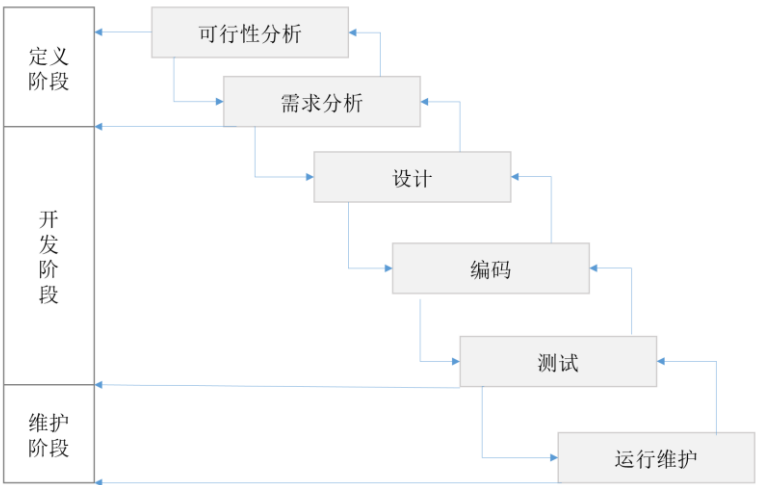 定义
阶段
可行性分析
需求分析
开
发
阶
段
设计
编码
测试
维护
阶段
运行维护